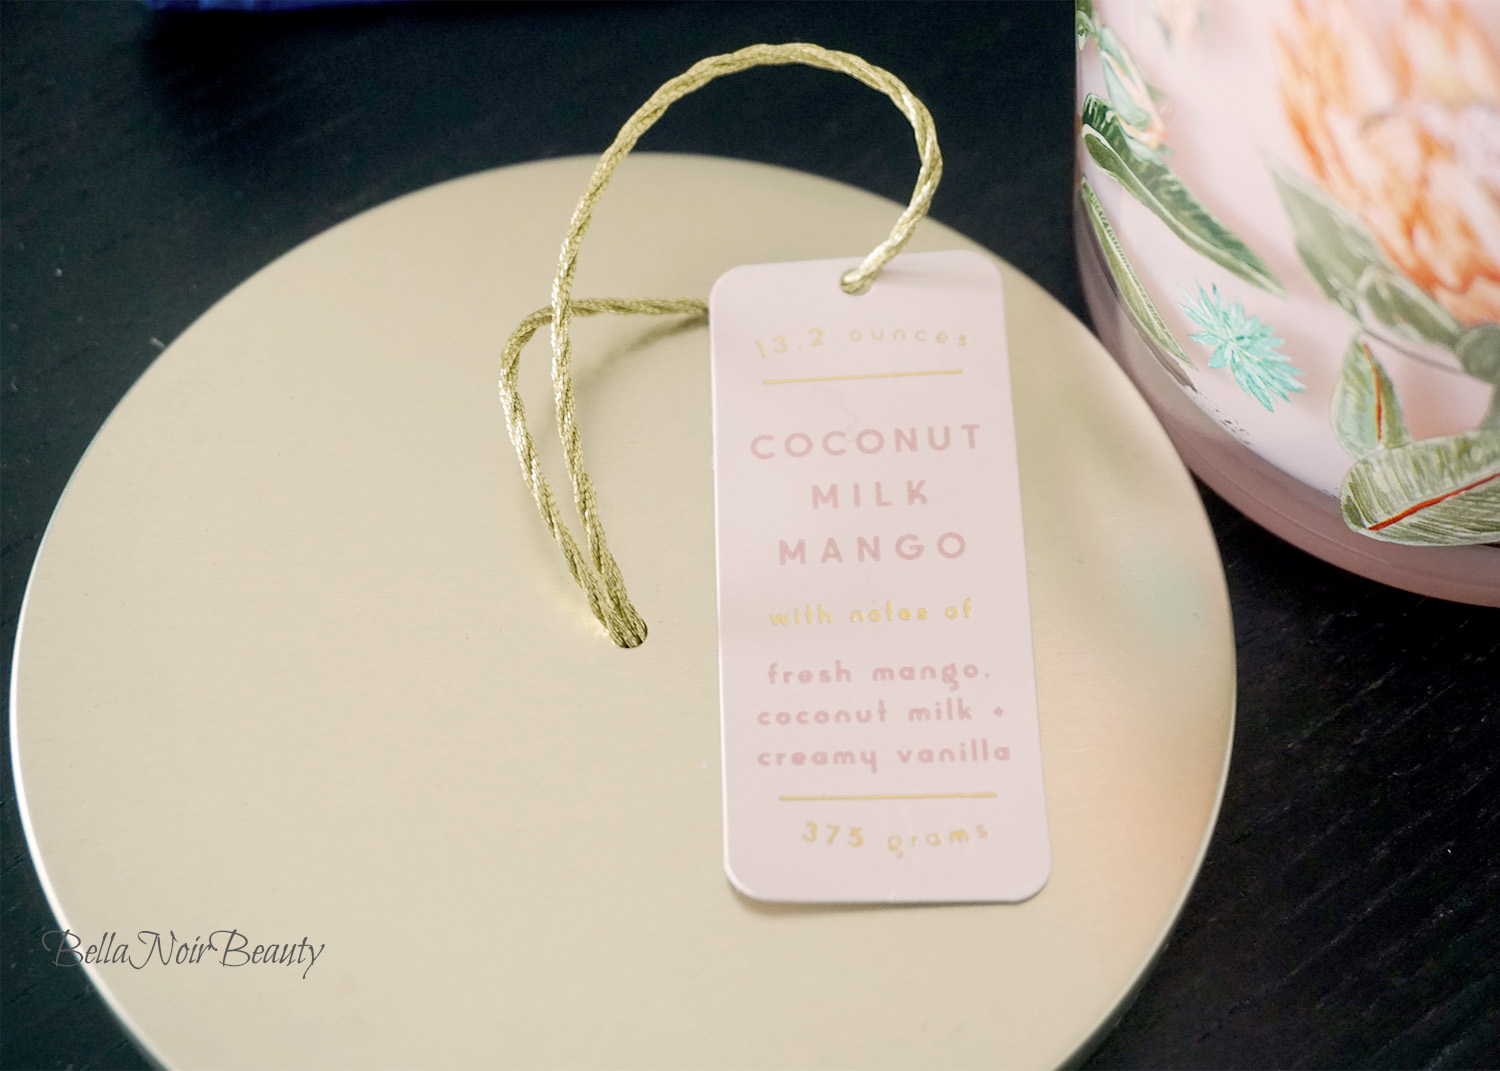 13.2 ounces
COCONUT
MILK
MANGO
with notes of
fresh mango,
coconut milk +
creamy vanilla
375 grams
BellaNoirBeauty